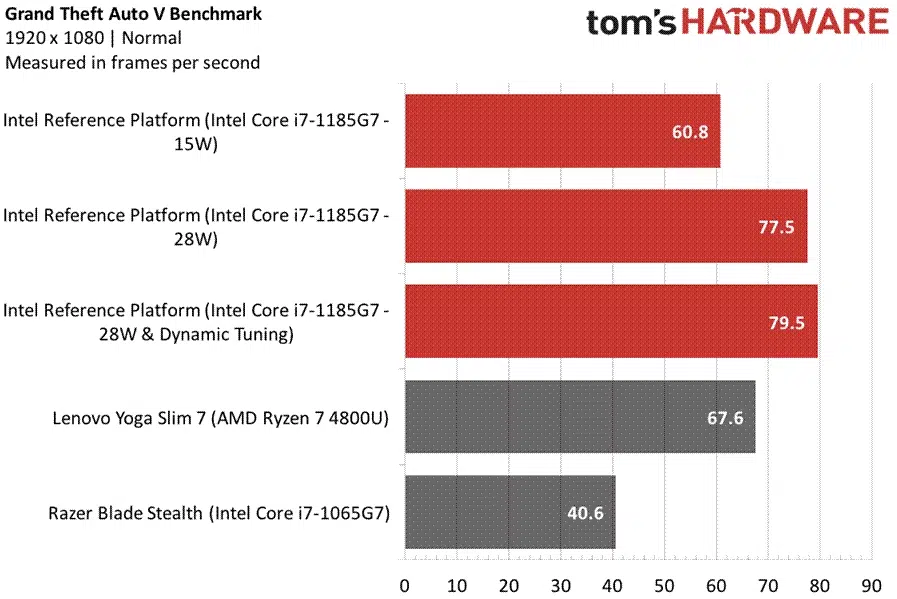 Grand Theft Auto V Benchmark
1920 x 1080 | Normal
Measured in frames per second
tom's HARDWARE
Intel Reference Platform (Intel Core i7-1185G7 -
15W)
60.8
Intel Reference Platform (Intel Core i7-1185G7 -
28W)
77.5
Intel Reference Platform (Intel Core i7-1185G7 -
28W & Dynamic Tuning)
79.5
Lenovo Yoga Slim 7 (AMD Ryzen 7 4800U)
67.6
Razer Blade Stealth (Intel Core i7-1065G7)
40.6
0 10 20 30 40 50 60 70 80 90